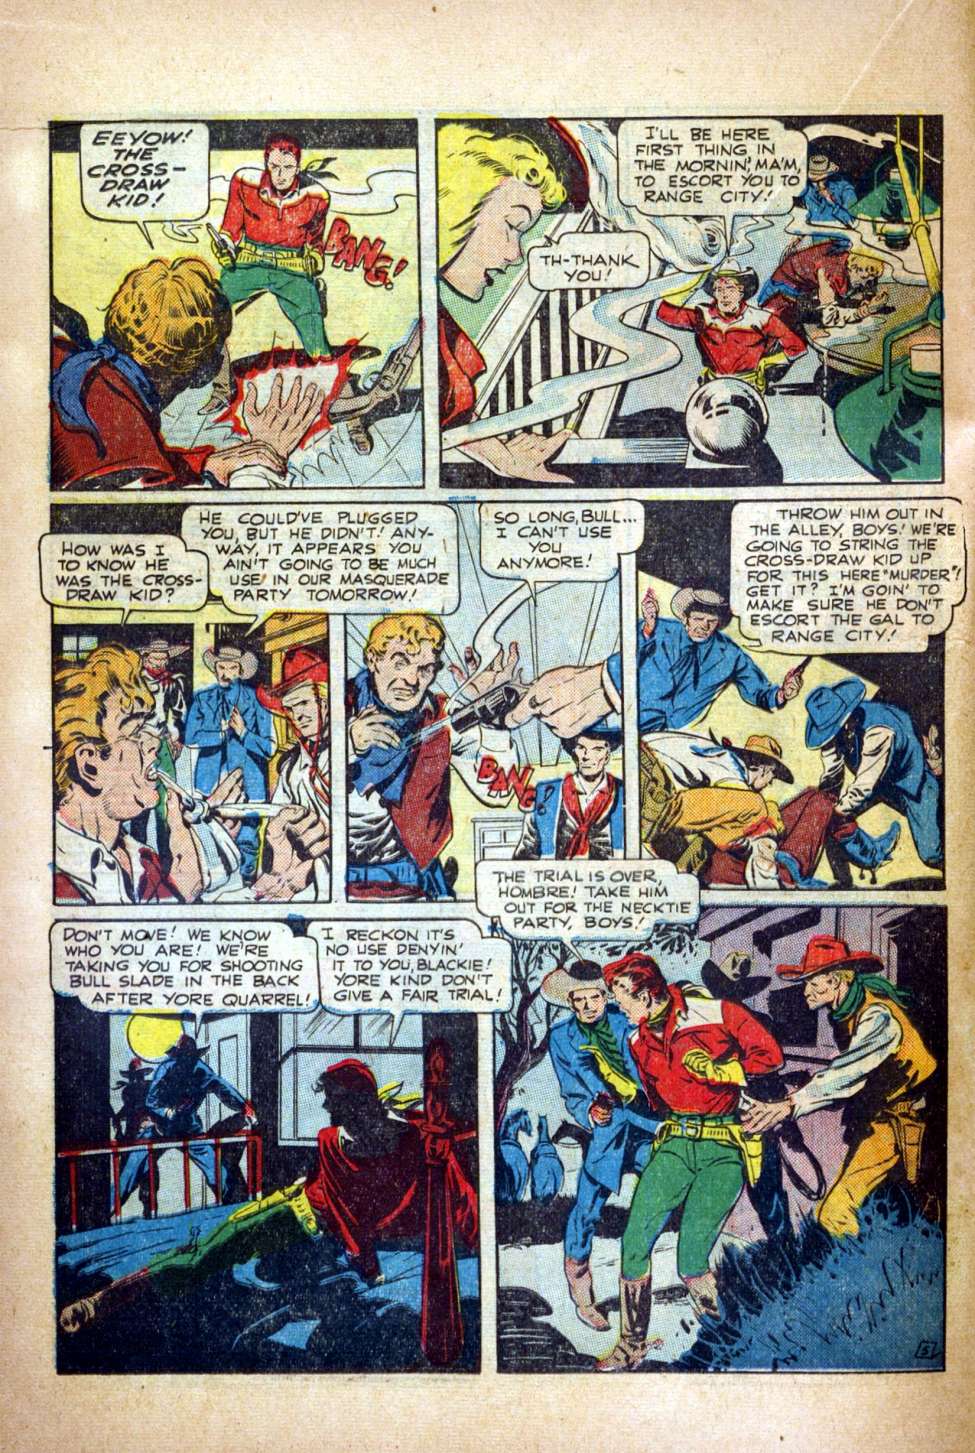 EEYOW!
THE
CROSS-
DRAW
KID!
BANG!
I'LL BE HERE
FIRST THING IN
THE MORNIN', MA'M,
TO ESCORT YOU TO
RANGE CITY!
TH-THANK
YOU!
HOW WAS I
TO KNOW HE
WAS THE CROSS-
DRAW KID?
HE COULD'VE PLUGGED
YOU, BUT HE DIDN'T! ANY-
WAY, IT APPEARS YOU
AIN'T GOING TO BE MUCH
USE IN OUR MASQUERADE
PARTY TOMORROW!
SO LONG, BULL...
I CAN'T USE
YOU
ANYMORE!
BANG!
THROW HIM OUT IN
THE ALLEY, BOYS! WE'RE
GOING TO STRING THE
CROSS-DRAW KID UP
FOR THIS HERE "MURDER"!
GET IT? I'M GOIN' TO
MAKE SURE HE DON'T
ESCORT THE GAL TO
RANGE CITY!
DON'T MOVE! WE KNOW
WHO YOU ARE! WE'RE
TAKING YOU FOR SHOOTING
BULL SLADE IN THE BACK
AFTER YORE QUARREL!
I RECKON IT'S
NO USE DENYIN'
IT TO YOU, BLACKIE!
YORE KIND DON'T
GIVE A FAIR TRIAL!
THE TRIAL IS OVER,
HOMBRE! TAKE HIM
OUT FOR THE NECKTIE
PARTY, BOYS!
5